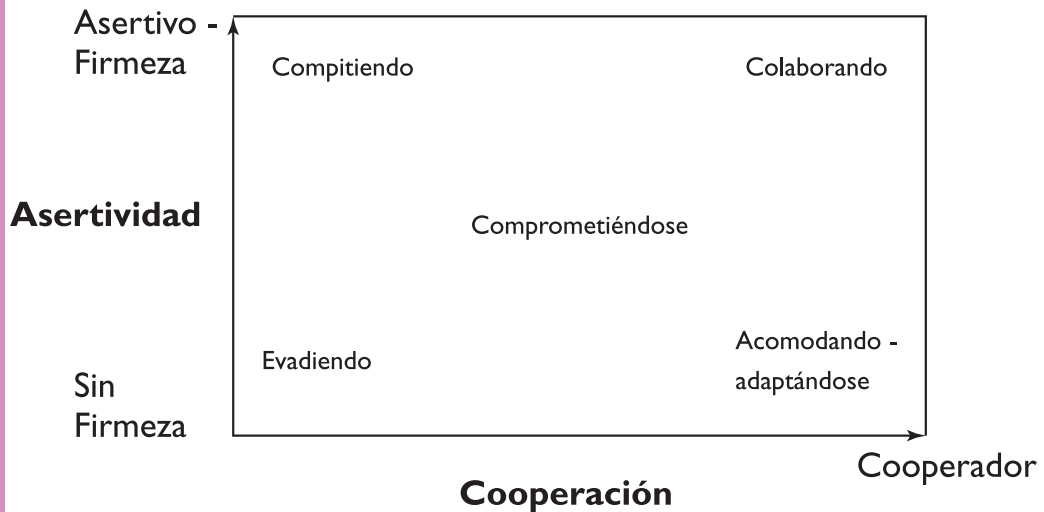 Asertivo -
Firmeza
Compitiendo
Colaborando
Asertividad
Comprometiéndose
Evadiendo
Acomodando -
adaptándose
Sin
Firmeza
Cooperador
Cooperación